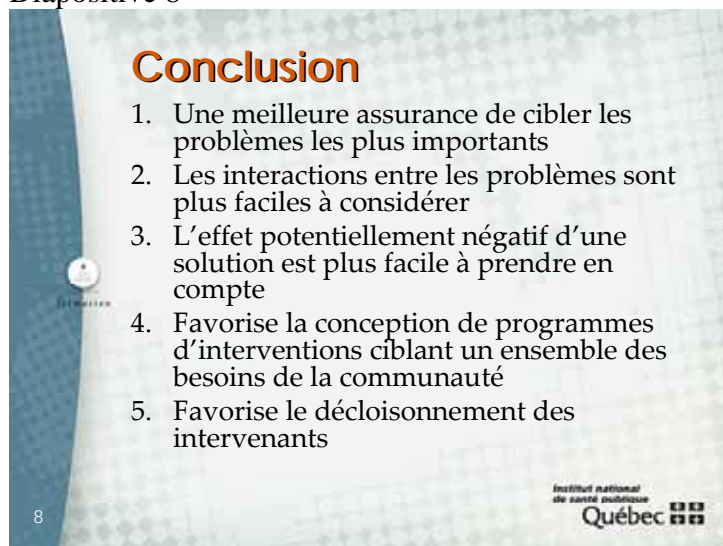 Diapositive 8
Conclusion
1. Une meilleure assurance de cibler les
problèmes les plus importants
2. Les interactions entre les problèmes sont
plus faciles à considérer
3. L’effet potentiellement négatif d’une
solution est plus facile à prendre en
compte
4. Favorise la conception de programmes
d’interventions ciblant un ensemble des
besoins de la communauté
5. Favorise le décloisonnement des
intervenants
formation
Institut national
de santé publique
Québec
8